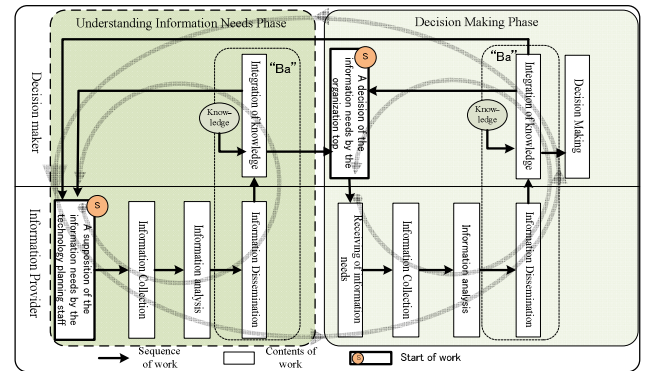 Understanding Information Needs Phase
Decision Making Phase
Decision maker
Information Provider
"Ba"
Integration of knowledge
Know-
ledge
S
A decision of the
information needs by the
organization top
"Ba"
Integration of knowledge
Know-
ledge
Decision Making
S
A supposition of the
information needs by the
technology planning staff
Information Collection
Information analysis
Information Dissemination
Receiving of information
needs
Information Collection
Information analysis
Information Dissemination
Sequence
of work
Contents of
work
S
Start of work